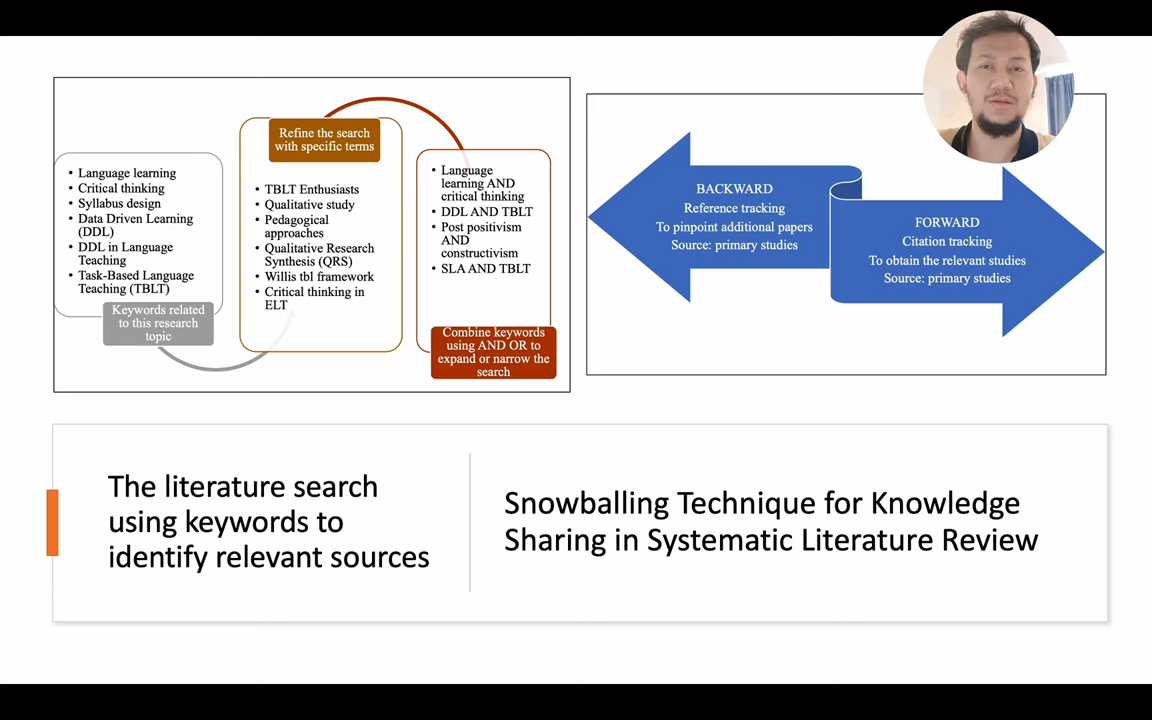 • Language learning
• Critical thinking
• Syllabus design
• Data Driven Learning
(DDL)
• DDL in Language
Teaching
• Task-Based Language
Teaching (TBLT)
Keywords related
to this research
topic
Refine the search
with specific terms
• TBLT Enthusiasts
• Qualitative study
• Pedagogical
approaches
• Qualitative Research
Synthesis (QRS)
• Willis tbl framework
• Critical thinking in
ELT
• Language
learning AND
critical thinking
• DDL AND TBLT
• Post positivism
AND
constructivism
• SLA AND TBLT
Combine keywords
using AND OR to
expand or narrow the
search
BACKWARD
Reference tracking
To pinpoint additional papers
Source: primary studies
FORWARD
Citation tracking
To obtain the relevant studies
Source: primary studies
The literature search
using keywords to
identify relevant sources
Snowballing Technique for Knowledge
Sharing in Systematic Literature Review